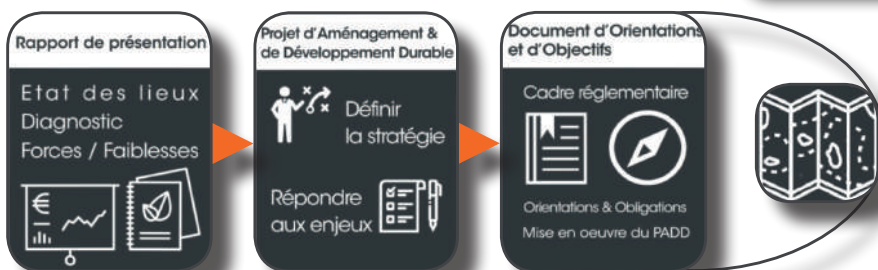 Rapport de présentation
Etat des lieux
Diagnostic
Forces / Faiblesses
€
Projet d'Aménagement &
de Développement Durable
Définir
la stratégie
Répondre
aux enjeux
Document d'Orientations
et d'Objectifs
Cadre réglementaire
Orientations & Obligations
Mise en oeuvre du PADD